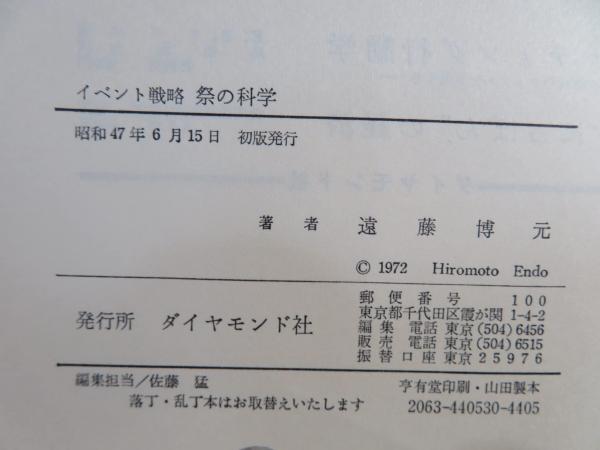 イベント戦略 祭の科学
昭和47年6月15日 初版発行
著者 遠藤博元
© 1972 Hiromoto Endo
発行所 ダイヤモンド社
郵便番号 100
東京都千代田区霞が関 1-4-2
編集 電話 東京(504)6456
販売 電話 東京(504)6515
振替口座 東京 25976
編集担当/佐藤 猛
亨有堂印刷・山田製本
落丁・乱丁本はお取替えいたします
2063-440530-4405